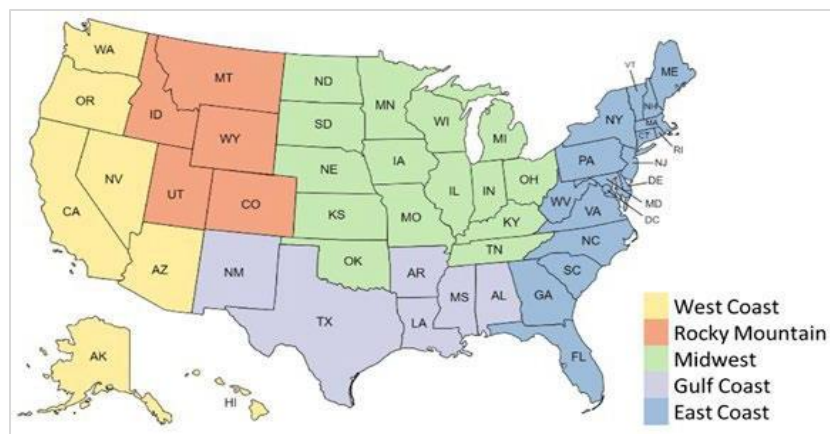 WA
MT
ND
MN
VT
ME
OR
ID
SD
WI
NY
NH
MA
CT
RI
WY
MI
PA
NJ
NV
NE
IA
OH
DE
UT
IL
IN
WV
MD
CA
CO
KS
MO
KY
VA
DC
AZ
NM
OK
AR
TN
NC
SC
MS
AL
GA
TX
LA
AK
HI
FL
West Coast
Rocky Mountain
Midwest
Gulf Coast
East Coast